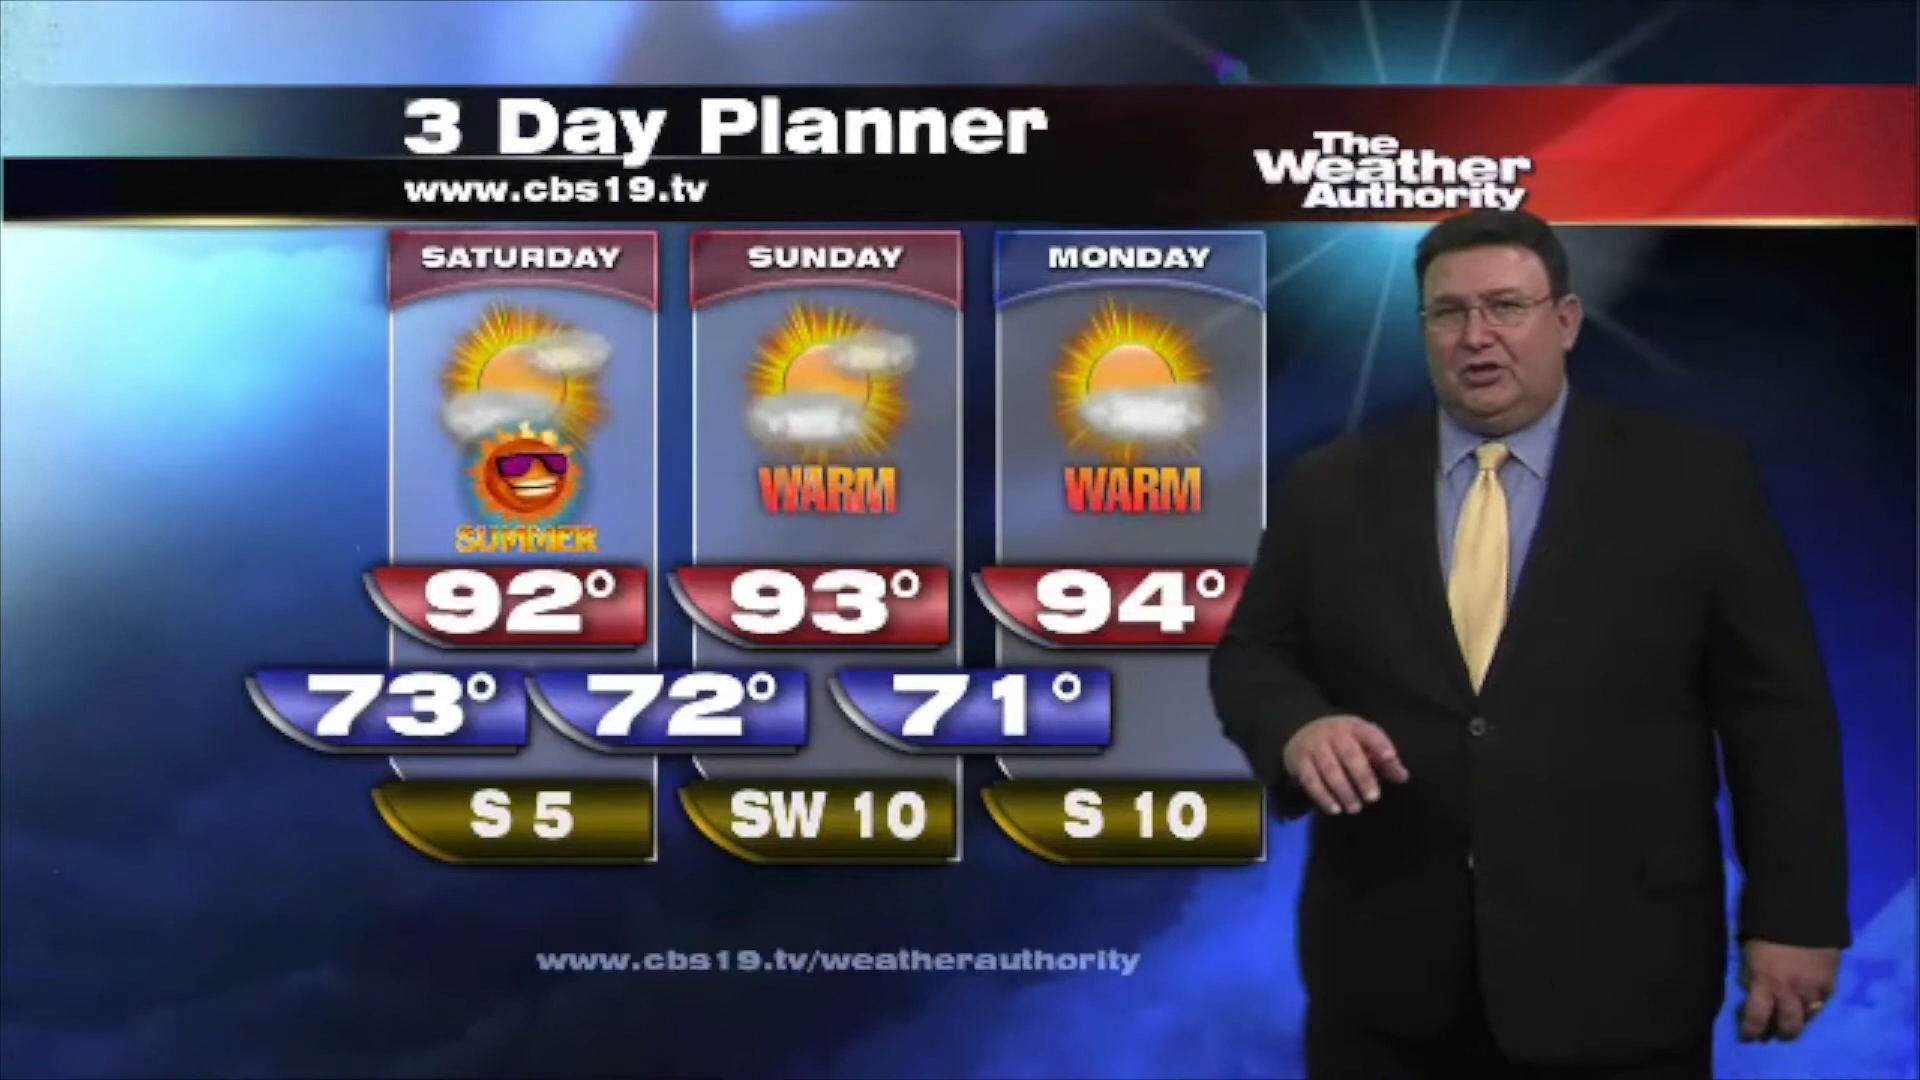 3 Day Planner
www.cbs19.tv
The
Weather
Authority
SATURDAY SUNDAY MONDAY
SUMMER WARM WARM
92° 93° 94°
73° 72° 71°
S 5 SW 10 S 10
www.cbs19.tv/weatherauthority